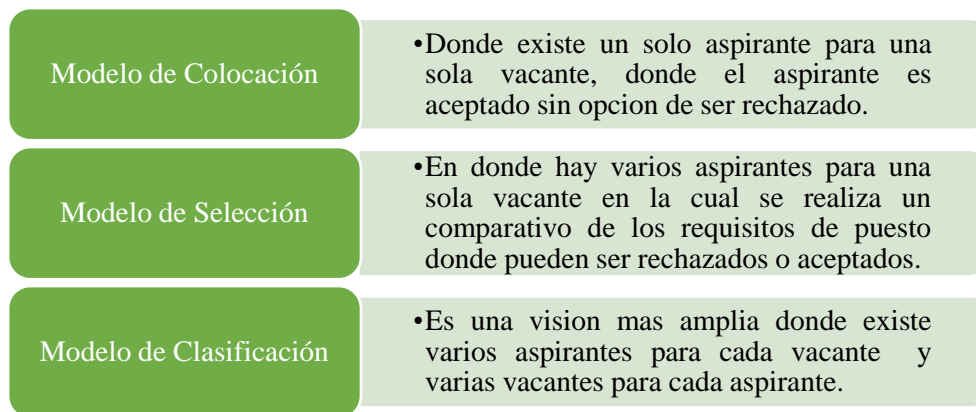 Modelo de Colocación
•Donde existe un solo aspirante para una
sola vacante, donde el aspirante es
aceptado sin opcion de ser rechazado.
Modelo de Selección
•En donde hay varios aspirantes para una
sola vacante en la cual se realiza un
comparativo de los requisitos de puesto
donde pueden ser rechazados o aceptados.
Modelo de Clasificación
•Es una vision mas amplia donde existe
varios aspirantes para cada vacante y
varias vacantes para cada aspirante.